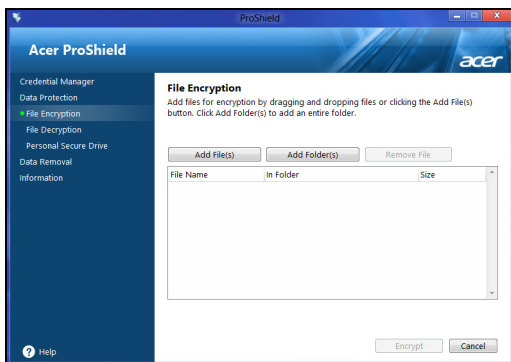 ProShield
Acer ProShield
acer
Credential Manager
Data Protection
File Encryption
File Decryption
Personal Secure Drive
Data Removal
Information
Help
File Encryption
Add files for encryption by dragging and dropping files or clicking the Add File(s)
button. Click Add Folder(s) to add an entire folder.
Add File(s) Add Folder(s) Remove File
File Name In Folder Size
Encrypt Cancel